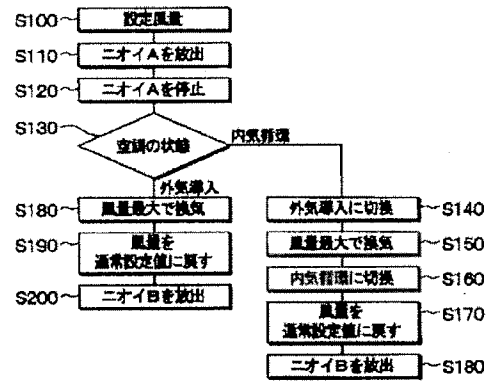 S100
設定風量
S110
ニオイAを放出
S120
ニオイAを停止
S130
空調の状態
内気循環
外気導入
S180
風量最大で換気
S190
風量を
通常設定値に戻す
S200
ニオイBを放出
外気導入に切換
S140
風量最大で換気
S150
内気循環に切換
S160
風量を
通常設定値に戻す
S170
ニオイBを放出
S180